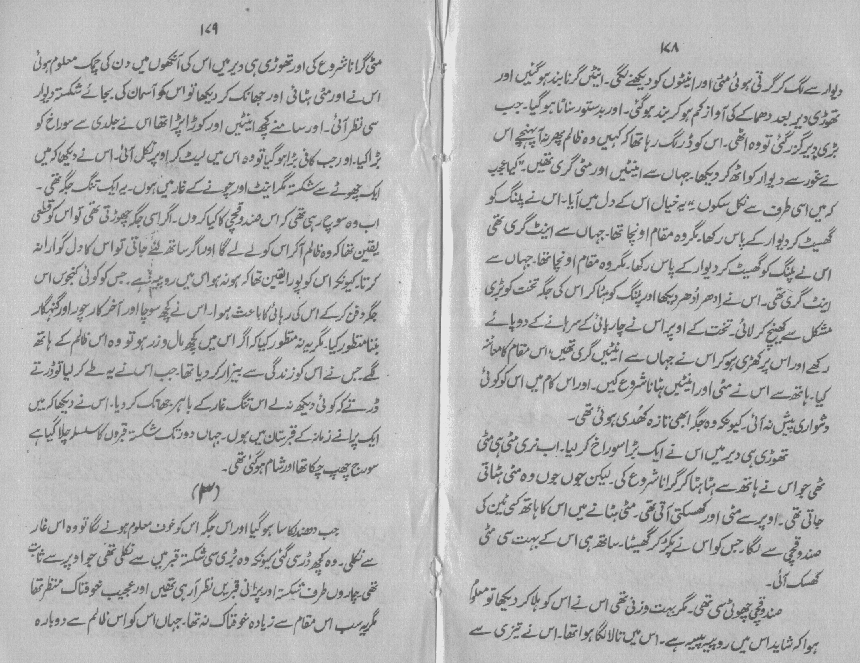 ۱۷۸
دیوار سے لگ کر گرتی ہوئی مٹی اور اینٹوں کو دیکھنے لگی۔ اینٹیں گرنا بند ہوگئیں اور
تھوڑی دیر بعد دھماکے کی آواز کم ہو کر بند ہوگئی۔ اور بدستور سناٹا ہوگیا۔ جب
بڑی دیر گزر گئی تو وہ اٹھی۔ اس کو ڈر لگ رہا تھا کہ کہیں وہ ظالم پھر نہ آپہنچے اس
نے غور سے دیوار کو اٹھ کر دیکھا۔ جہاں سے اینٹیں اور مٹی گری تھیں۔ "کیا عجب
کہ میں اسی طرف سے نکل سکوں" یہ خیال اس کے دل میں آیا۔ اس نے پلنگ کو
گھسیٹ کر دیوار کے پاس رکھا۔ مگر وہ مقام اونچا تھا۔ جہاں سے اینٹ گری تھی
اس نے پلنگ کو گھسیٹ کر دیوار کے پاس رکھا۔ مگر وہ مقام اونچا تھا۔ جہاں سے
اینٹ گری تھی۔ اس نے ادھر اُدھر دیکھا اور پلنگ کو ہٹا کر اس کی جگہ تخت کو بڑی
مشکل سے کھینچ کر لائی۔ تخت کے اوپر اس نے چارپائی کے سرہانے کے دو پائے
رکھے اور اس پر کھڑی ہو کر اس نے جہاں سے اینٹیں گری تھیں اس مقام کا معائنہ
کیا۔ ہاتھ سے اس نے مٹی اور اینٹیں ہٹانا شروع کیں۔ اور اس کام میں اس کو کوئی
دشواری پیش نہ آئی۔ کیونکہ وہ جگہ ابھی تازہ کھُدی ہوئی تھی۔
تھوڑی ہی دیر میں اس نے ایک بڑا سوراخ کر لیا۔ اب نری مٹی ہی مٹی
تھی جو اس نے ہاتھ سے ہٹا ہٹا کر گرانا شروع کی۔ لیکن جوں جوں وہ مٹی ہٹاتی
جاتی تھی۔ اوپر سے مٹی اور کھسکتی آتی تھی۔ مٹی ہٹانے میں اس کا ہاتھ کسی ٹین کی
صندوقچی سے لگا۔ جس کو اس نے پکڑ کر گھسیٹا۔ ساتھ ہی اس کے بہت سی مٹی
کھسک آئی۔
صندوقچی چھوٹی سی تھی۔ مگر بہت وزنی تھی اس نے اس کو ہلا کر دیکھا تو معلوم
ہوا کہ شاید اس میں روپیہ پیسہ ہے۔ اس میں تالا لگا ہوا تھا۔ اس نے تیزی سے
۱۷۹
مٹی گرانا شروع کی اور تھوڑی ہی دیر میں اس کی آنکھوں میں دن کی چمک معلوم ہوئی
اس نے اور مٹی ہٹائی اور جھانک کر دیکھا تو اس کو آسمان کی بجائے شکستہ دیوار
سی نظر آئی۔ اور سامنے کچھ اینٹیں اور کوڑا پڑا تھا اس نے جلدی سے سوراخ کو
بڑا کیا۔ اور جب کافی بڑا ہوگیا تو وہ اس میں لیٹ کر اوپر نکل آئی۔ اس نے دیکھا کہ میں
ایک چھوٹے سے شکستہ مگر اینٹ اور چونے کے غار میں ہوں۔ یہ ایک تنگ جگہ تھی۔
اب وہ سوچ رہی تھی کہ اس صندوقچی کا کیا کروں۔ اگر اسی جگہ چھوڑتی تھی تو اس کو قطعی
یقین تھا کہ وہ ظالم آکر اس کو لے لے گا اور اگر ساتھ لئے جاتی تو اس کا دل گوارا نہ
کرتا۔ کیونکہ اس کو پورا یقین تھا کہ ہو نہ ہو اس میں روپیہ ہے۔ جس کو کوئی کنجوس اس
جگہ دفن کر کے اس کی رہائی کا باعث ہوا۔ اس نے کچھ سوچا اور آخر کار چور اور گنہگار
بننا منظور کیا۔ مگر یہ نہ منظور کیا کہ اگر اس میں کچھ مال و زر ہو تو وہ اس ظالم کے ہاتھ
لگے۔ جس نے اس کو زندگی سے بیزار کر دیا تھا۔ جب اس نے یہ طے کر لیا تو ڈرتے
ڈرتے کہ کوئی دیکھ نہ لے اس تنگ غار کے باہر جھانک کر دیا۔ اس نے دیکھا کہ میں
ایک پرانے زمانہ کے قبرستان میں ہوں۔ جہاں دور تک شکستہ قبروں کا سلسلہ چلا گیا ہے
سورج چھپ چکا تھا اور شام ہوگئی تھی۔
(۳)
جب دھندلکا سا ہوگیا اور اس جگہ اس کو خوف معلوم ہونے لگا تو وہ اس غار
سے نکلی۔ وہ کچھ ڈر سی گئی کیونکہ وہ بڑی سی شکستہ قبر میں سے نکلی تھی جو اوپر سے ثابت
تھی۔ چاروں طرف شکستہ اور پرانی قبریں نظر آرہی تھیں اور عجیب خوفناک منظر تھا
مگر یہ سب اس مقام سے زیادہ خوفناک نہ تھا۔ جہاں اس کو اس ظالم سے دوبارہ